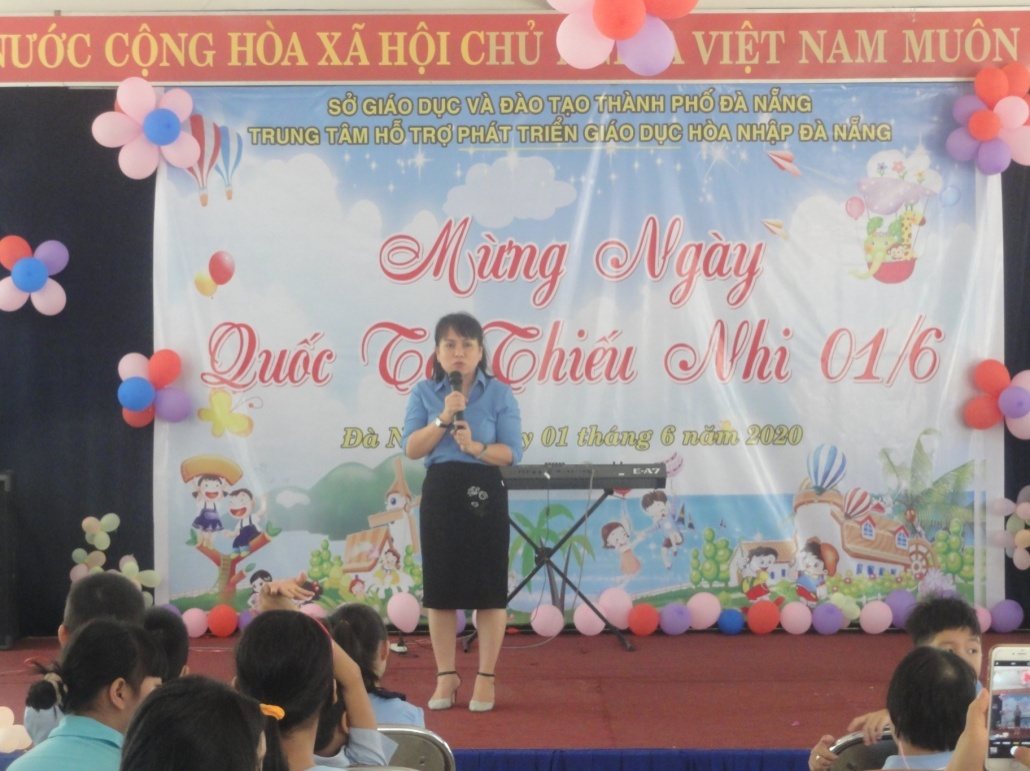 NƯỚC CỘNG HÒA XÃ HỘI CHỦ VIỆT NAM MUÔN
SỞ GIÁO DỤC VÀ ĐÀO TẠO THÀNH PHỐ ĐÀ NẴNG
TRUNG TÂM HỖ TRỢ PHÁT TRIỂN GIÁO DỤC HÒA NHẬP ĐÀ NẴNG
Mừng Ngày
Quốc Tế Thiếu Nhi 01/6
Đà N y 01 tháng 6 năm 2020
E-A7